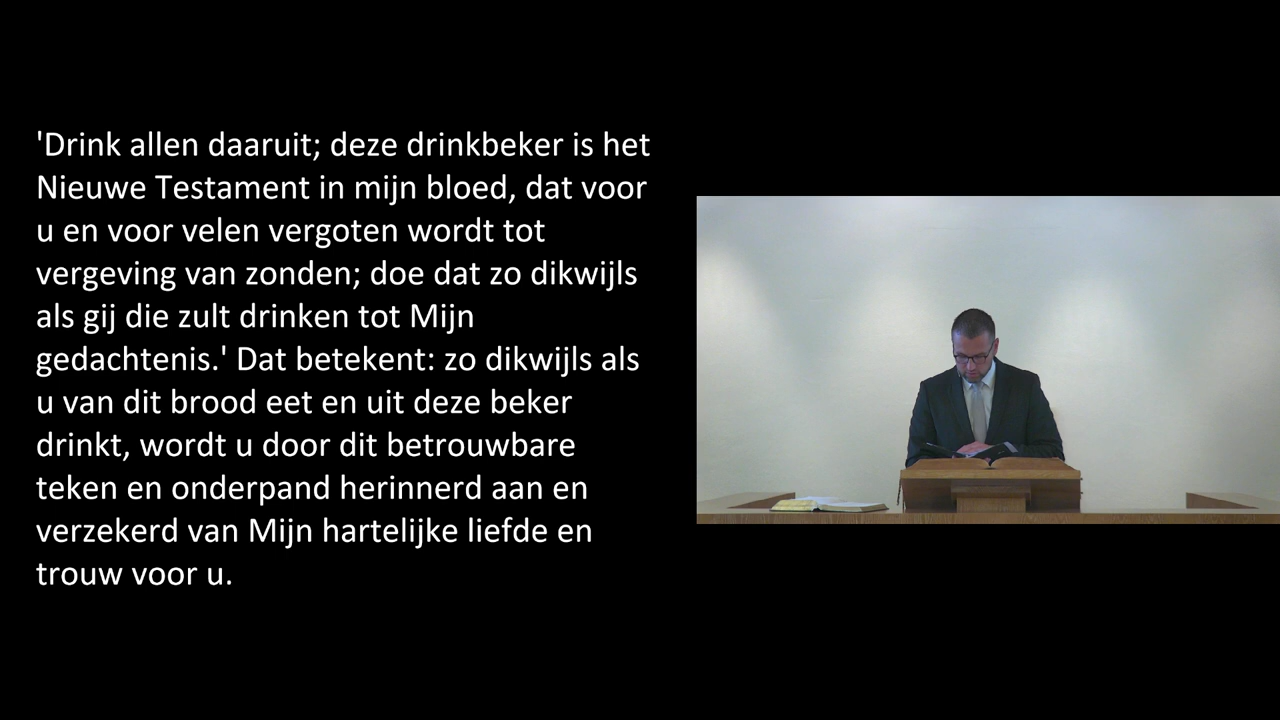 'Drink allen daaruit; deze drinkbeker is het
Nieuwe Testament in mijn bloed, dat voor
u en voor velen vergoten wordt tot
vergeving van zonden; doe dat zo dikwijls
als gij die zult drinken tot Mijn
gedachtenis.' Dat betekent: zo dikwijls als
u van dit brood eet en uit deze beker
drinkt, wordt u door dit betrouwbare
teken en onderpand herinnerd aan en
verzekerd van Mijn hartelijke liefde en
trouw voor u.